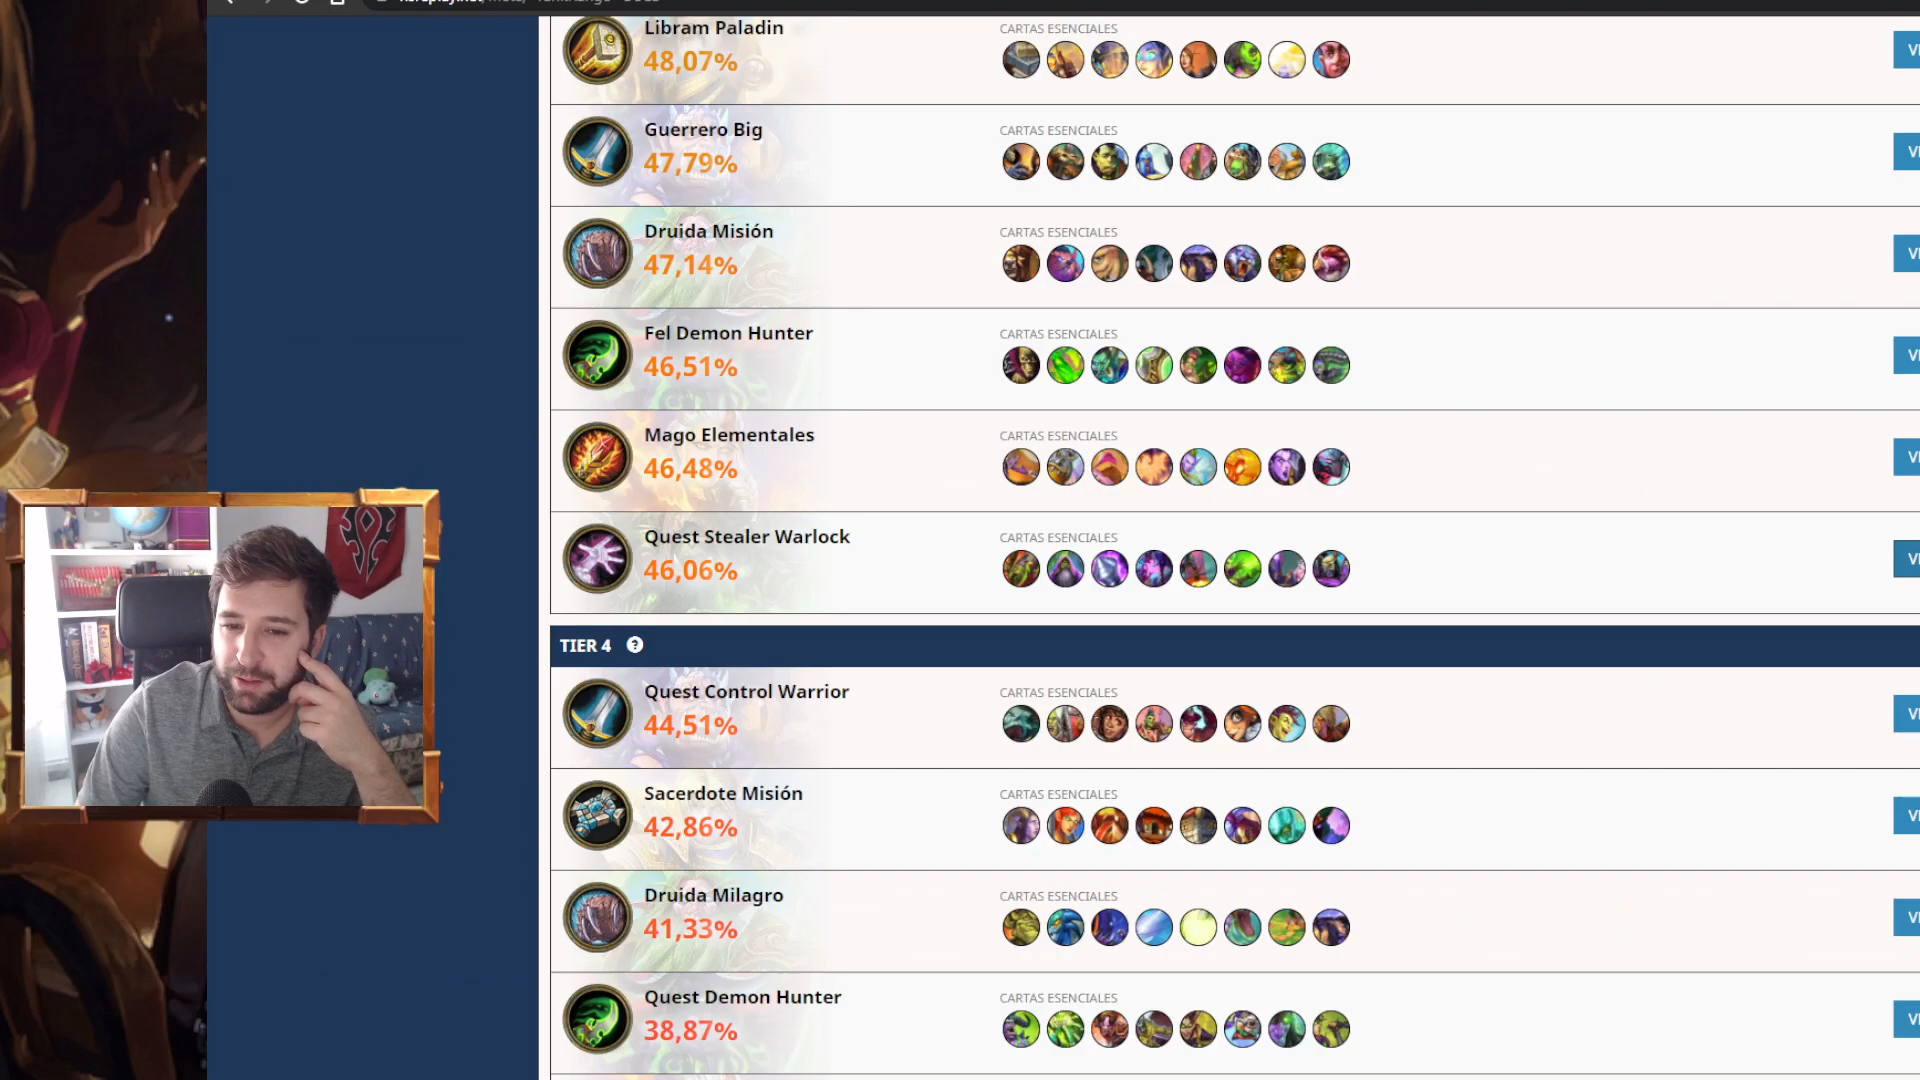 Libram Paladin
CARTAS ESENCIALES
48,07%
Guerrero Big
CARTAS ESENCIALES
47,79%
Druida Misión
CARTAS ESENCIALES
47,14%
Fel Demon Hunter
CARTAS ESENCIALES
46,51%
Mago Elementales
CARTAS ESENCIALES
46,48%
Quest Stealer Warlock
CARTAS ESENCIALES
46,06%
TIER 4 ?
Quest Control Warrior
CARTAS ESENCIALES
44,51%
Sacerdote Misión
CARTAS ESENCIALES
42,86%
Druida Milagro
CARTAS ESENCIALES
41,33%
Quest Demon Hunter
CARTAS ESENCIALES
38,87%